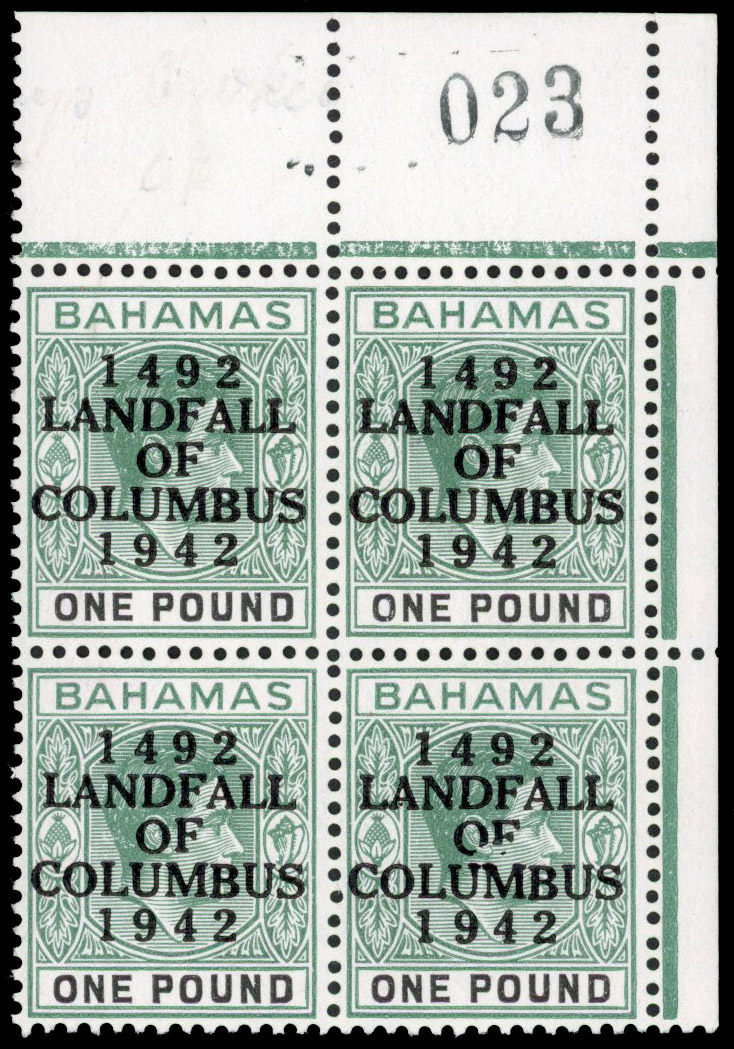 023
BAHAMAS
1492
LANDFALL
OF
COLUMBUS
1942
ONE POUND
BAHAMAS
1492
LANDFALL
OF
COLUMBUS
1942
ONE POUND
BAHAMAS
1492
LANDFALL
OF
COLUMBUS
1942
ONE POUND
BAHAMAS
1492
LANDFALL
OF
COLUMBUS
1942
ONE POUND